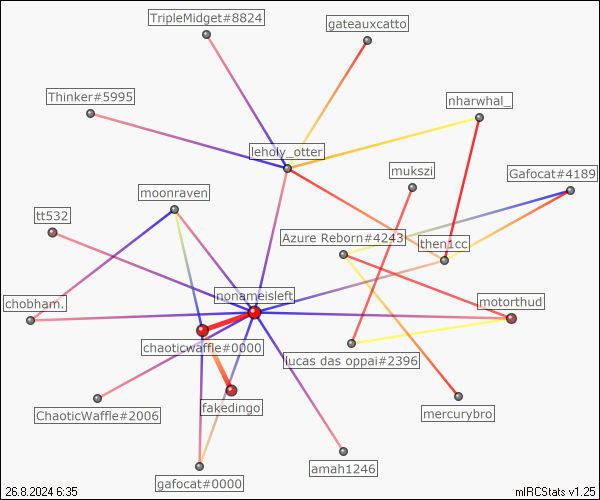 TripleMidget#8824
gateauxcatto
Thinker#5995
nharwhal_
leholy_otter
mukszi
Gafocat#4189
moonraven
tt532
Azure Reborn#4243
then1cc
nonameisleft
chobham.
motorthud
chaoticwaffle#0000
lucas das oppai#2396
fakedingo
ChaoticWaffle#2006
mercurybro
amah1246
gafocat#0000
26.8.2024 6:35
mIRCStats v1.25